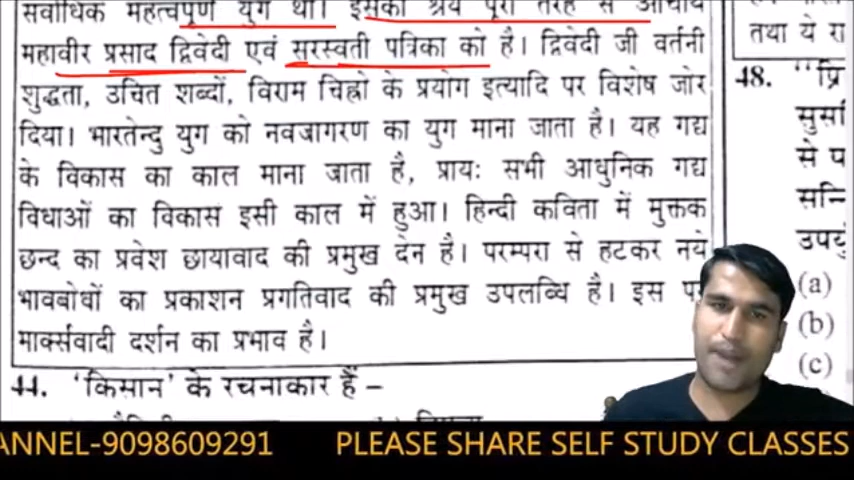 सर्वाधिक महत्वपूर्ण युग था। इसका श्रेय पूरी तरह से आचार्य
महावीर प्रसाद द्विवेदी एवं सरस्वती पत्रिका को है। द्विवेदी जी वर्तनी
शुद्धता, उचित शब्दों, विराम चिह्नो के प्रयोग इत्यादि पर विशेष जोर
दिया। भारतेन्दु युग को नवजागरण का युग माना जाता है। यह गद्य
के विकास का काल माना जाता है, प्रायः सभी आधुनिक गद्य
विधाओं का विकास इसी काल में हुआ। हिन्दी कविता में मुक्तक
छन्द का प्रवेश छायावाद की प्रमुख देन है। परम्परा से हटकर नये
भावबोधों का प्रकाशन प्रगतिवाद की प्रमुख उपलब्धि है। इस पर
मार्क्सवादी दर्शन का प्रभाव है।
44. 'किसान' के रचनाकार हैं –
तथा ये रा
48. "प्रि
सुसि
से प
सन्नि
उपयु
(a)
(b)
(c)
ANNEL-9098609291 PLEASE SHARE SELF STUDY CLASSES